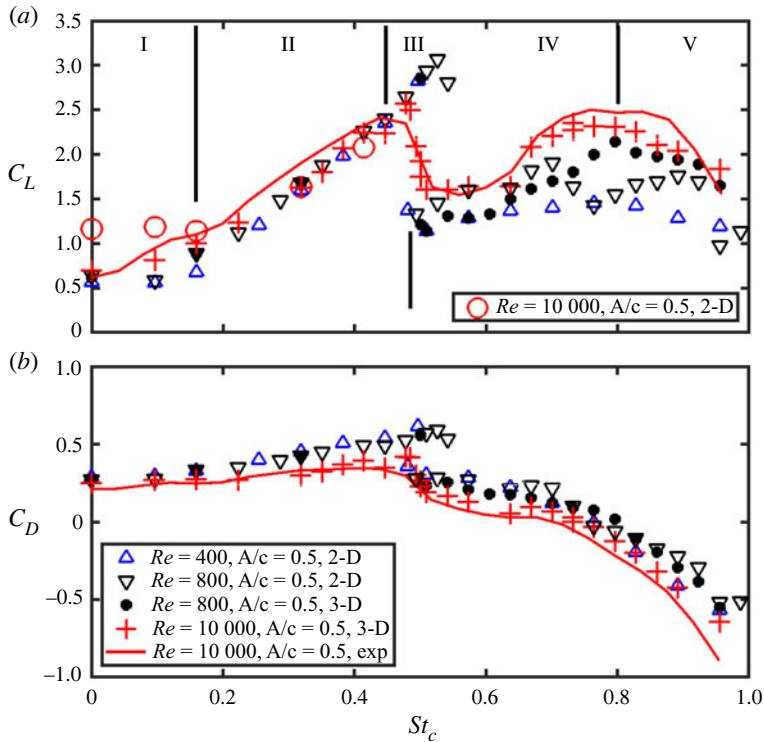 (a)
I II III IV V
3.5
3.0
2.5
2.0
1.5
1.0
0.5
0
C_L
Re = 10 000, A/c = 0.5, 2-D
(b)
1.0
0.5
0
−0.5
−1.0
C_D
Re = 400, A/c = 0.5, 2-D
Re = 800, A/c = 0.5, 2-D
Re = 800, A/c = 0.5, 3-D
Re = 10 000, A/c = 0.5, 3-D
Re = 10 000, A/c = 0.5, exp
0 0.2 0.4 0.6 0.8 1.0
St_c